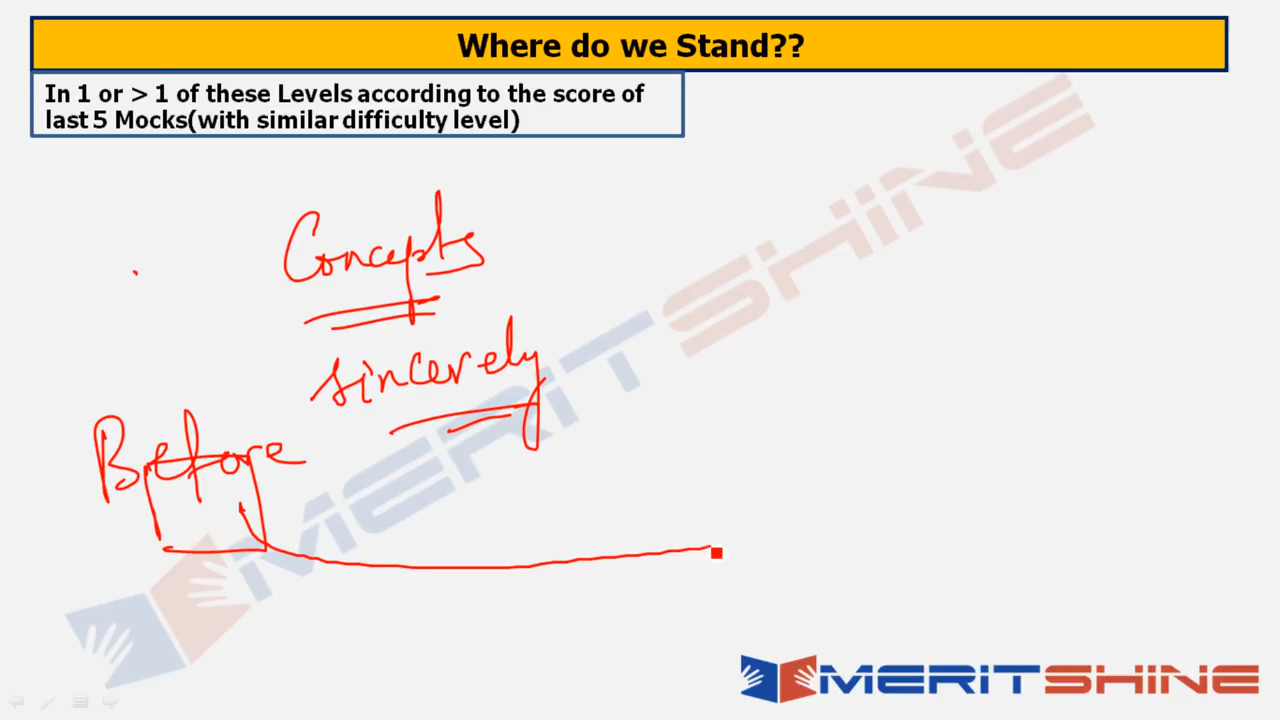 Where do we Stand??
In 1 or > 1 of these Levels according to the score of
last 5 Mocks(with similar difficulty level)
Concepts
sincerely
Before
MERITSHINE
MERITSHINE